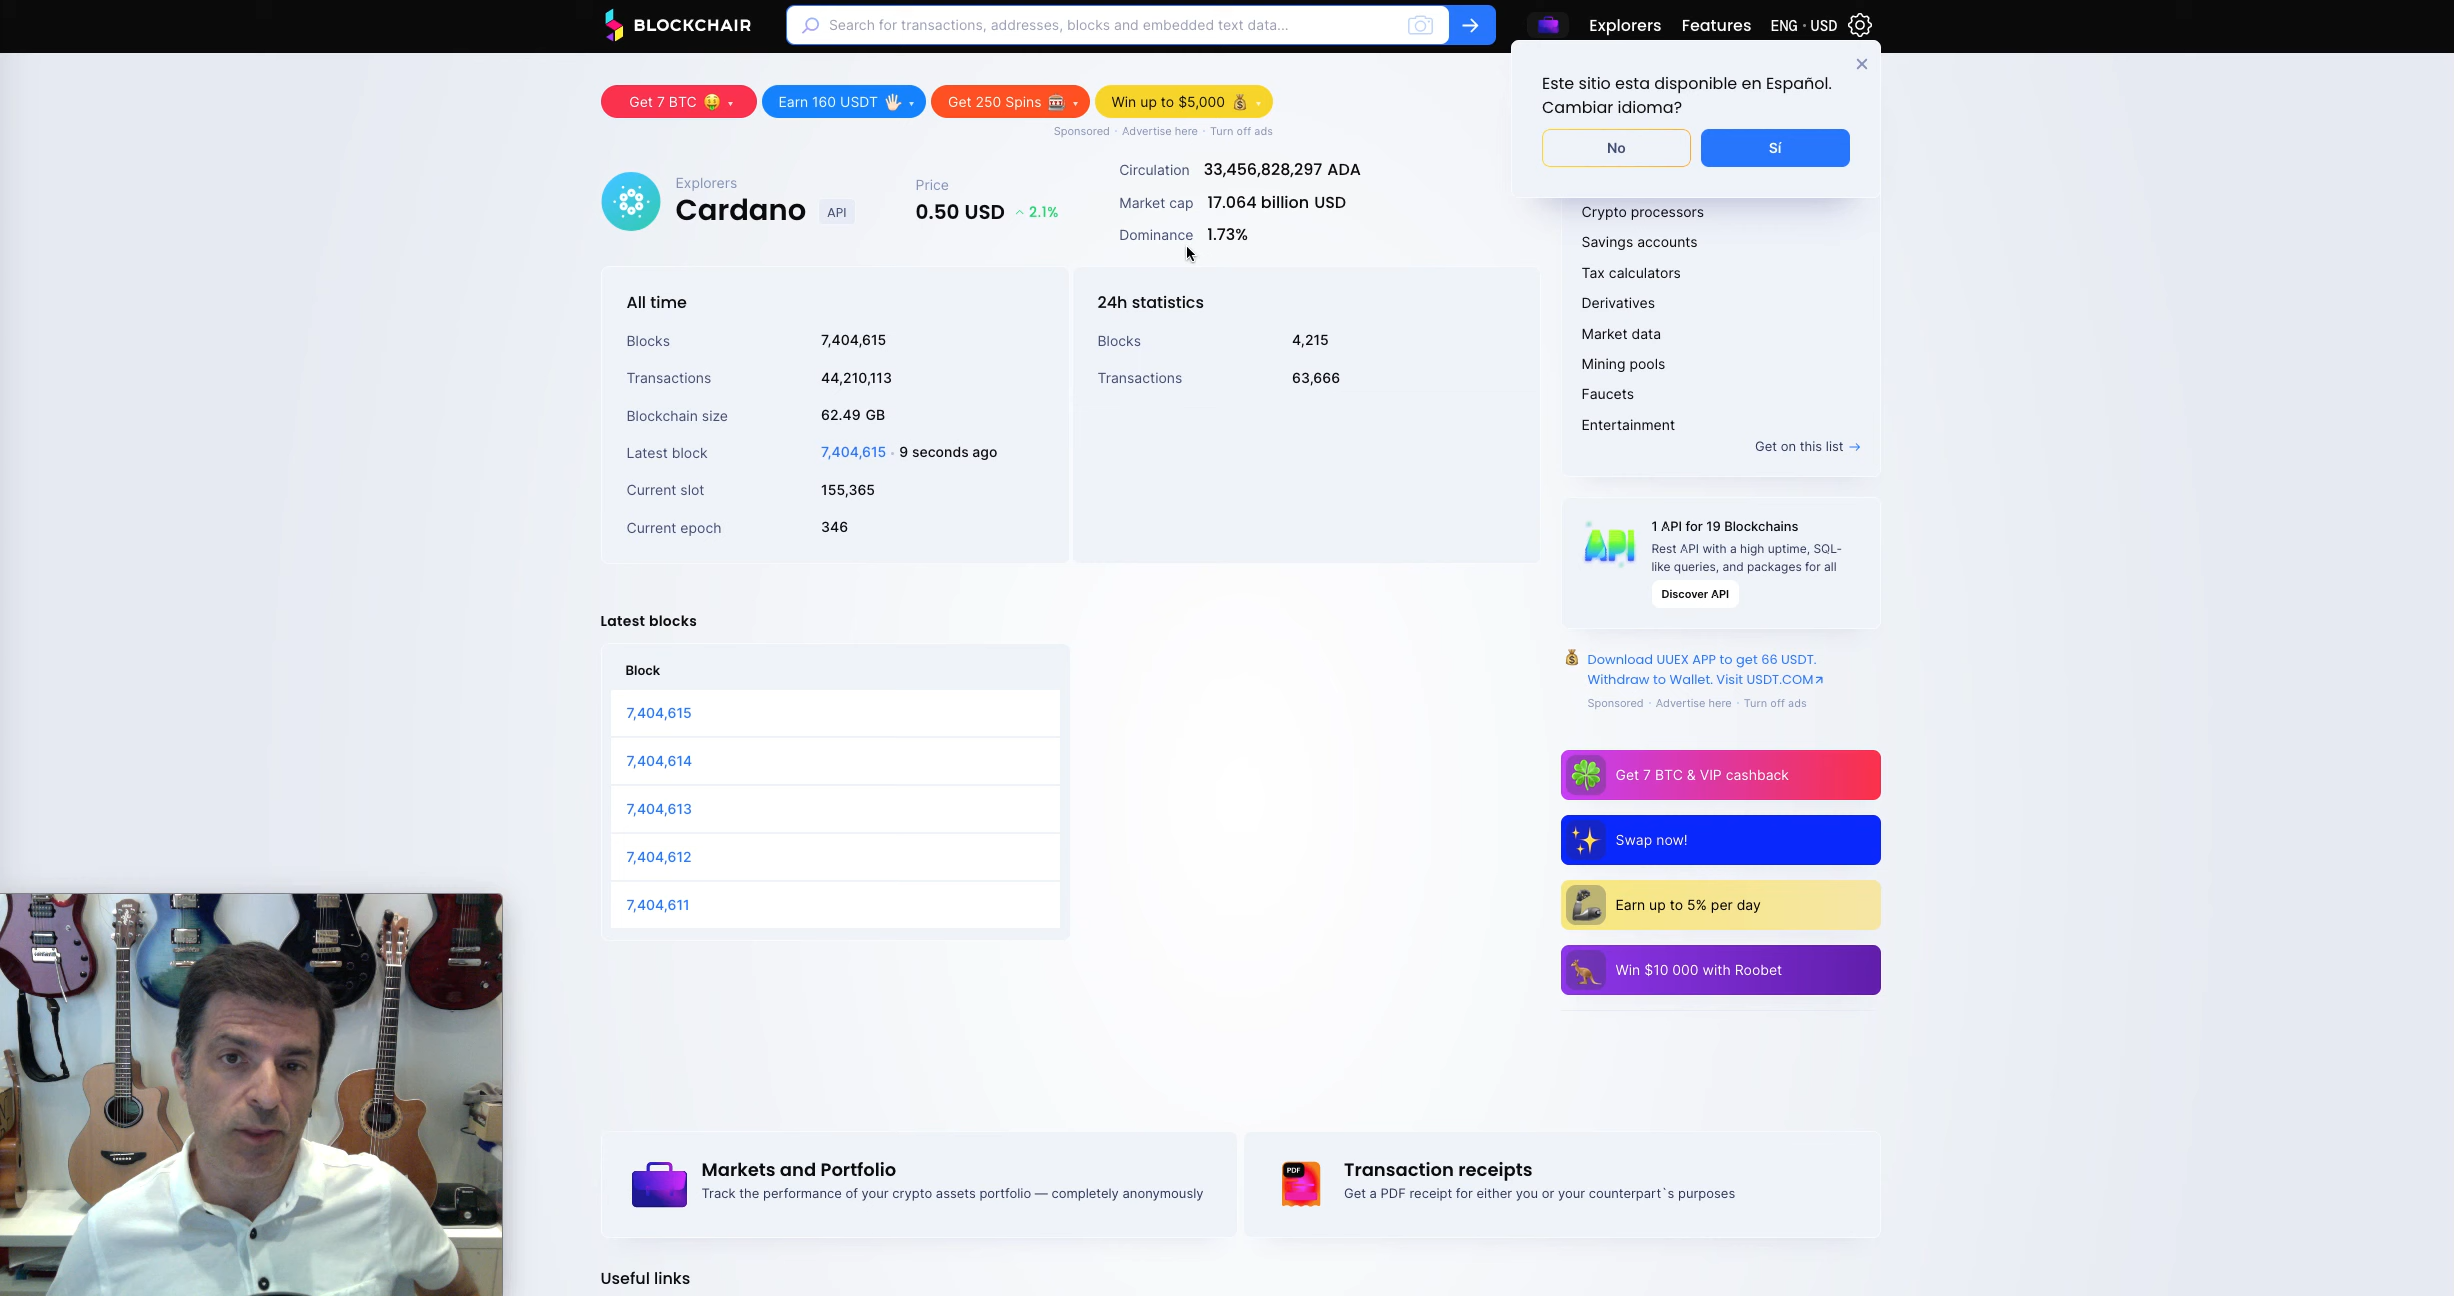 BLOCKCHAIR
Search for transactions, addresses, blocks and embedded text data...
Explorers
Features
ENG · USD
Este sitio esta disponible en Español.
Cambiar idioma?
No
Sí
Get 7 BTC
Earn 160 USDT
Get 250 Spins
Win up to $5,000
Sponsored · Advertise here · Turn off ads
Explorers
Cardano API
Price
0.50 USD 2.1%
Circulation 33,456,828,297 ADA
Market cap 17.064 billion USD
Dominance 1.73%
All time
Blocks 7,404,615
Transactions 44,210,113
Blockchain size 62.49 GB
Latest block 7,404,615 · 9 seconds ago
Current slot 155,365
Current epoch 346
24h statistics
Blocks 4,215
Transactions 63,666
Crypto processors
Savings accounts
Tax calculators
Derivatives
Market data
Mining pools
Faucets
Entertainment
Get on this list →
API
1 API for 19 Blockchains
Rest API with a high uptime, SQL-
like queries, and packages for all
Discover API
Download UUEX APP to get 66 USDT.
Withdraw to Wallet. Visit USDT.COM
Sponsored · Advertise here · Turn off ads
Get 7 BTC & VIP cashback
Swap now!
Earn up to 5% per day
Win $10 000 with Roobet
Latest blocks
Block
7,404,615
7,404,614
7,404,613
7,404,612
7,404,611
Markets and Portfolio
Track the performance of your crypto assets portfolio — completely anonymously
PDF
Transaction receipts
Get a PDF receipt for either you or your counterpart`s purposes
Useful links